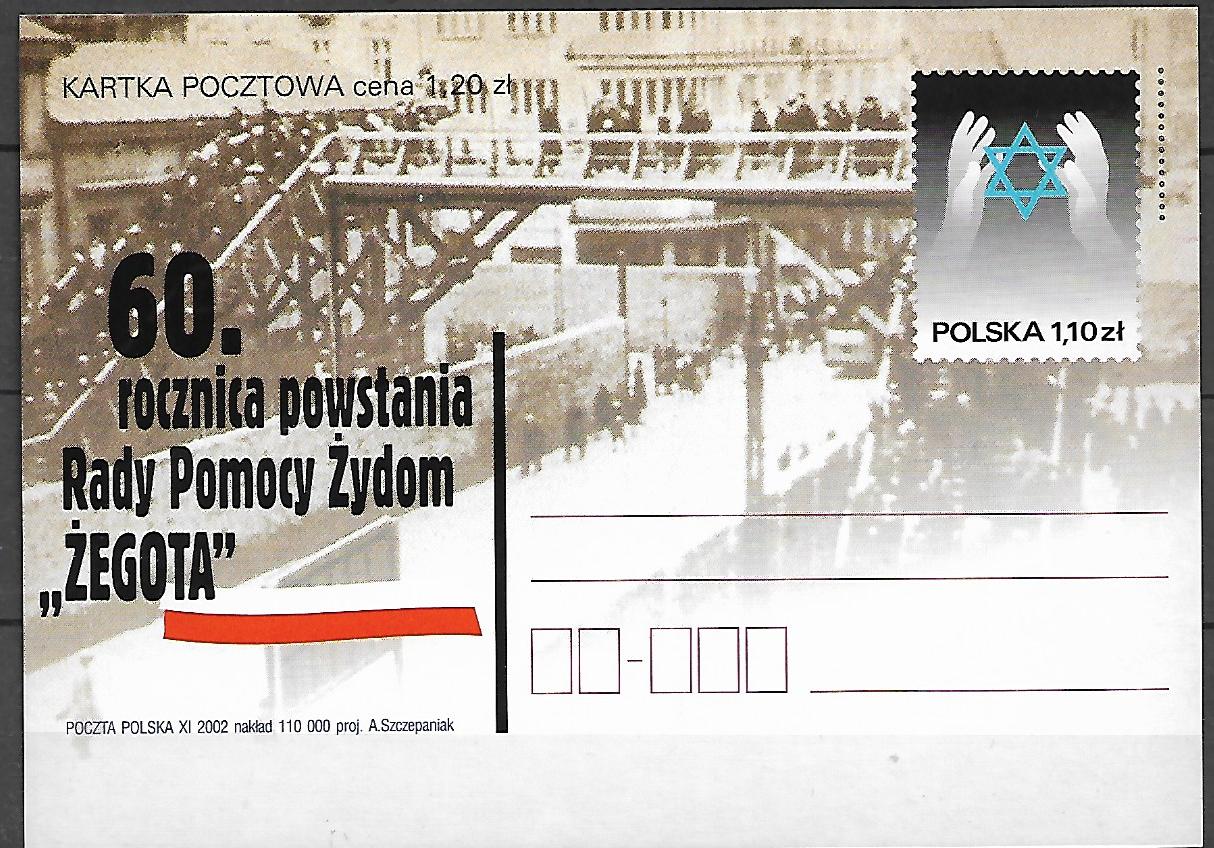 KARTKA POCZTOWA cena 1,20 zł
POLSKA 1,10 zł
60.
rocznica powstania
Rady Pomocy Żydom
„ŻEGOTA”
POCZTA POLSKA XI 2002 nakład 110 000 proj. A.Szczepaniak